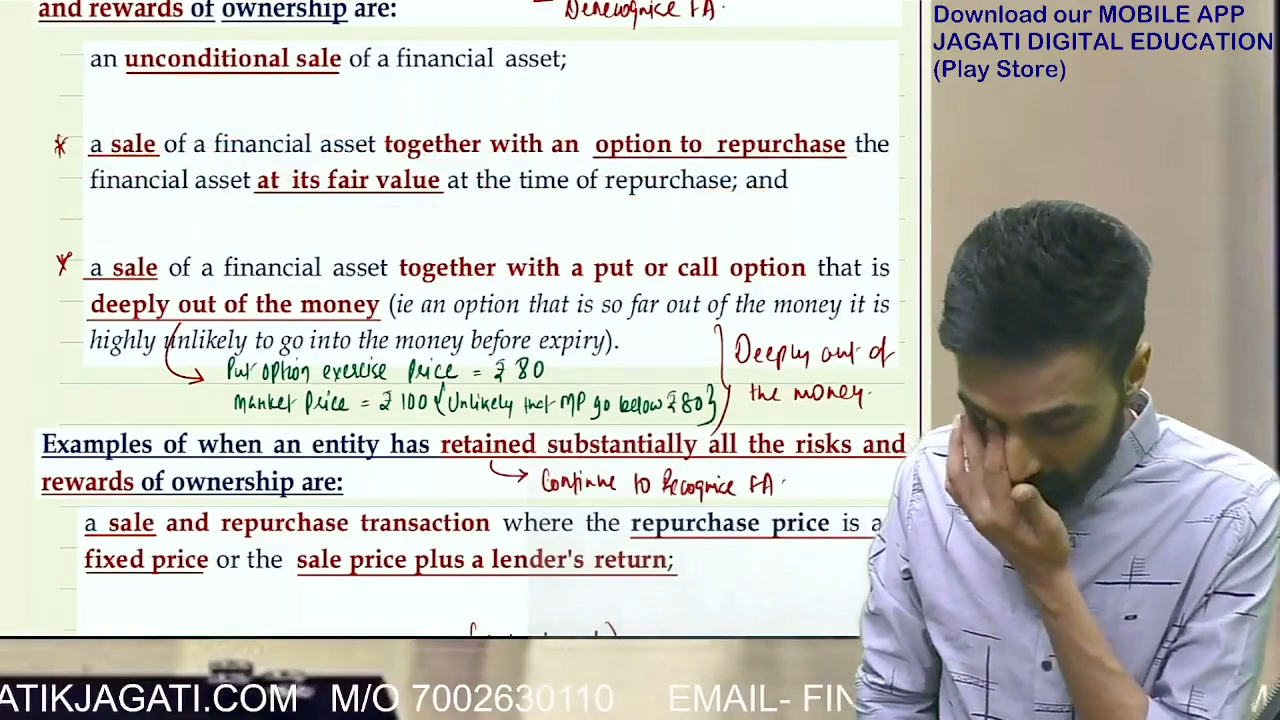 and rewards of ownership are:
Derecognise FA.
an unconditional sale of a financial asset;
a sale of a financial asset together with an option to repurchase the
financial asset at its fair value at the time of repurchase; and
a sale of a financial asset together with a put or call option that is
deeply out of the money (ie an option that is so far out of the money it is
highly unlikely to go into the money before expiry).
Put option exercise Price = ₹ 80
Market Price = ₹ 100 {Unlikely that MP go below ₹80}
Deeply out of
the money.
Examples of when an entity has retained substantially all the risks and
rewards of ownership are:
Continue to Recognise FA.
a sale and repurchase transaction where the repurchase price is a
fixed price or the sale price plus a lender's return;
Download our MOBILE APP
JAGATI DIGITAL EDUCATION
(Play Store)
ATIKJAGATI.COM M/O 7002630110 EMAIL- FIN